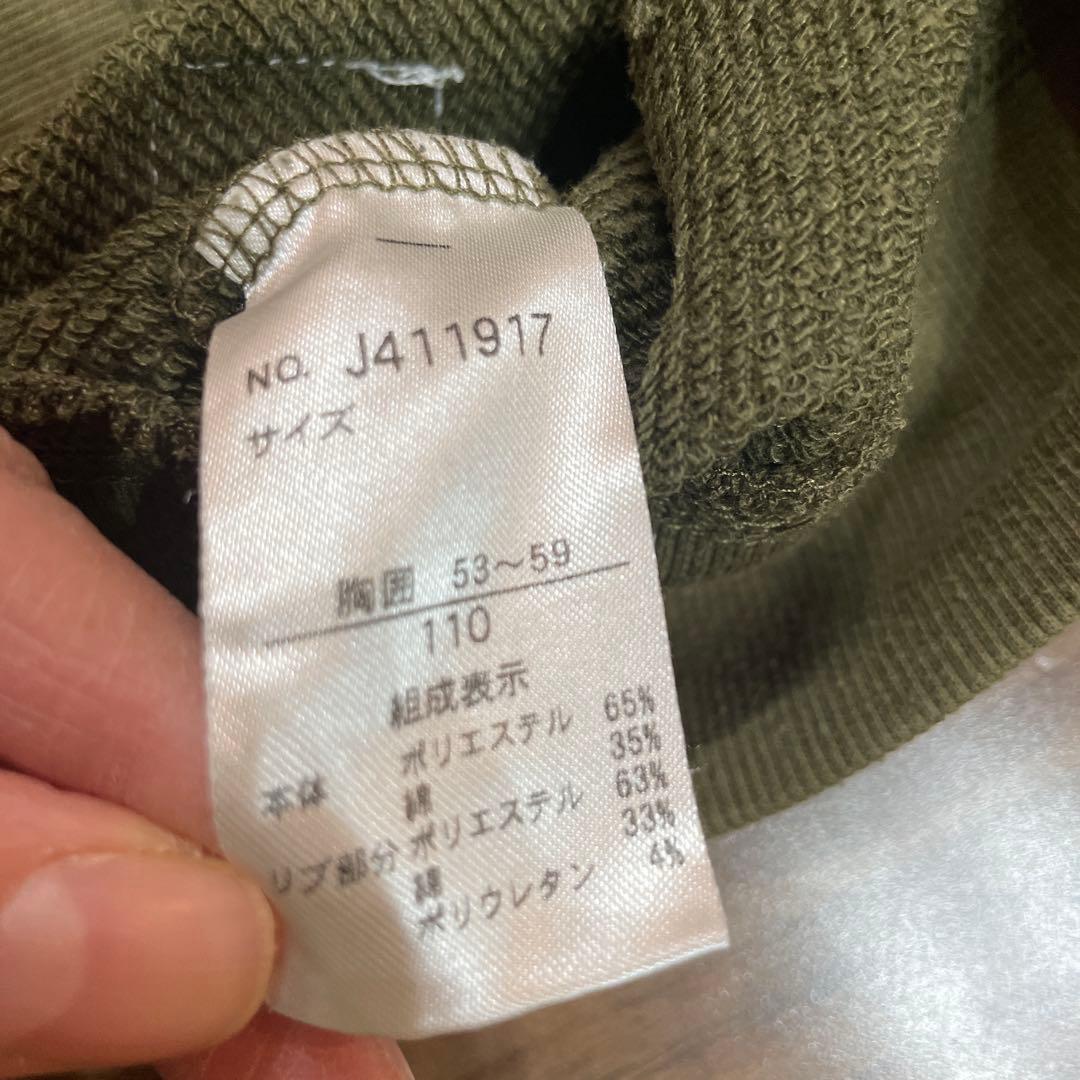 NO. J411917
サイズ
胸囲 53～59
110
組成表示
本体 ポリエステル 65%
綿 35%
リブ部分 ポリエステル 63%
綿 33%
ポリウレタン 4%